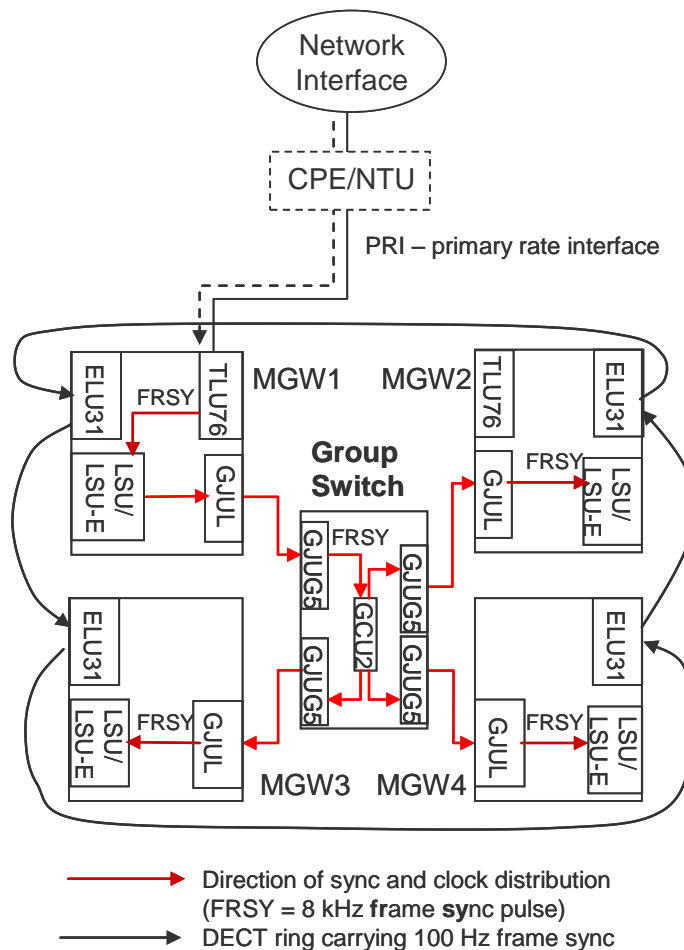 Network
Interface
CPE/NTU
PRI – primary rate interface
ELU31
FRSY
TLU76
MGW1
MGW2
TLU76
ELU31
LSU/
LSU-E
GJUL
Group
Switch
GJUL
FRSY
LSU/
LSU-E
GJUG5
FRSY
GJUG5
GCU2
ELU31
GJUG5
GJUG5
ELU31
LSU/
LSU-E
FRSY
GJUL
GJUL
FRSY
LSU/
LSU-E
MGW3
MGW4
Direction of sync and clock distribution
(FRSY = 8 kHz frame sync pulse)
DECT ring carrying 100 Hz frame sync